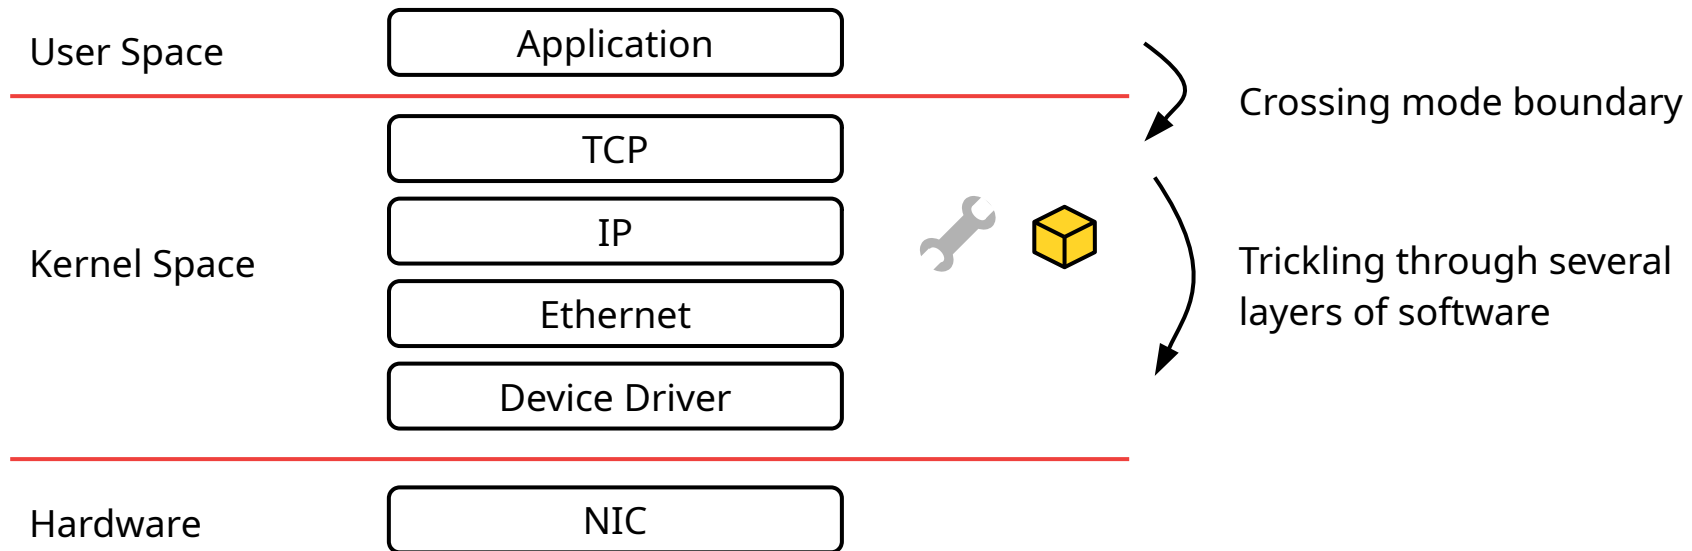 User Space
Application
Crossing mode boundary
TCP
IP
Kernel Space
Trickling through several
layers of software
Ethernet
Device Driver
Hardware
NIC